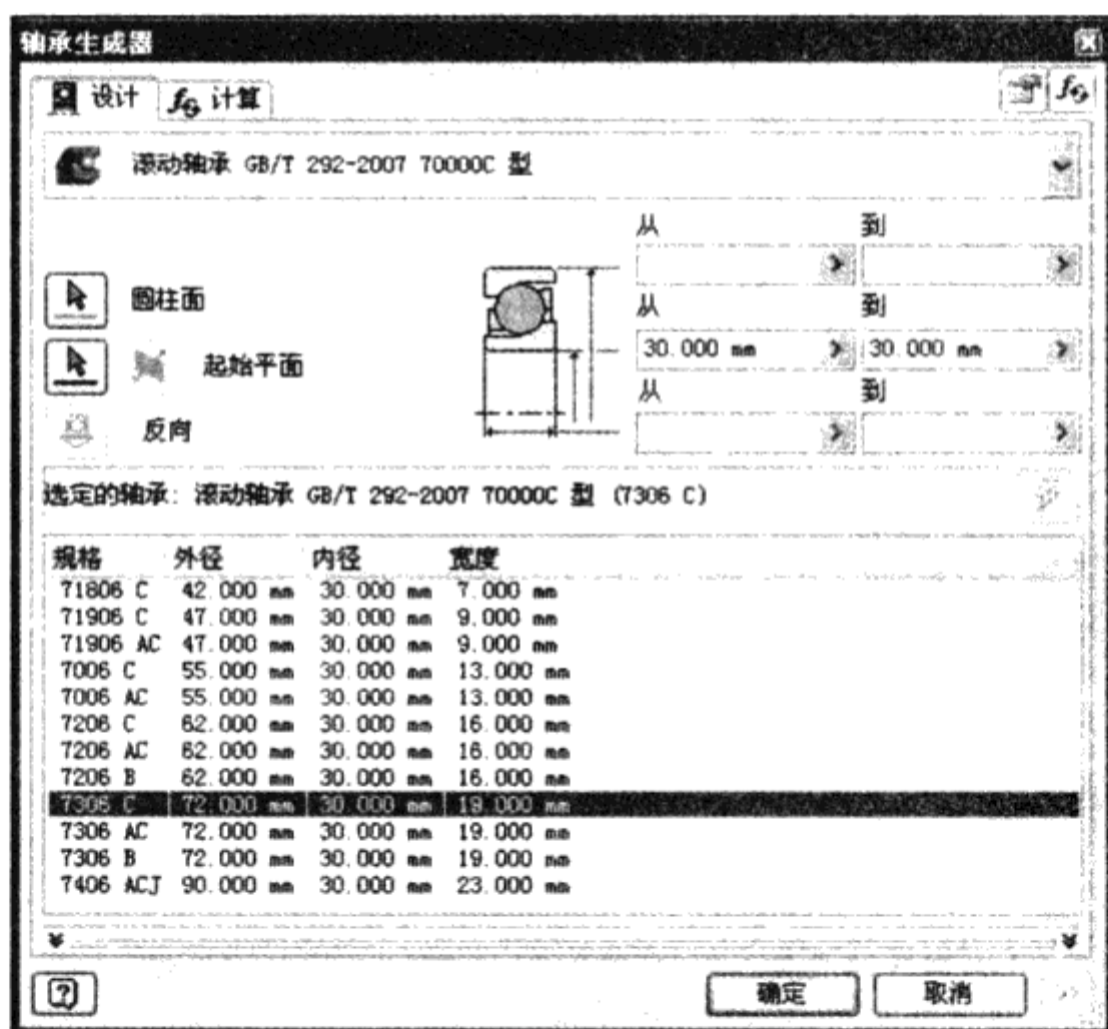 轴承生成器
设计 计算
滚动轴承 GB/T 292-2007 70000C 型
从 到
圆柱面
从 到
30.000 mm 30.000 mm
起始平面
从 到
反向
选定的轴承: 滚动轴承 GB/T 292-2007 70000C 型 (7306 C)
规格 外径 内径 宽度
71806 C 42.000 mm 30.000 mm 7.000 mm
71906 C 47.000 mm 30.000 mm 9.000 mm
71906 AC 47.000 mm 30.000 mm 9.000 mm
7006 C 55.000 mm 30.000 mm 13.000 mm
7006 AC 55.000 mm 30.000 mm 13.000 mm
7206 C 62.000 mm 30.000 mm 16.000 mm
7206 AC 62.000 mm 30.000 mm 16.000 mm
7206 B 62.000 mm 30.000 mm 16.000 mm
7306 C 72.000 mm 30.000 mm 19.000 mm
7306 AC 72.000 mm 30.000 mm 19.000 mm
7306 B 72.000 mm 30.000 mm 19.000 mm
7406 ACJ 90.000 mm 30.000 mm 23.000 mm
确定 取消